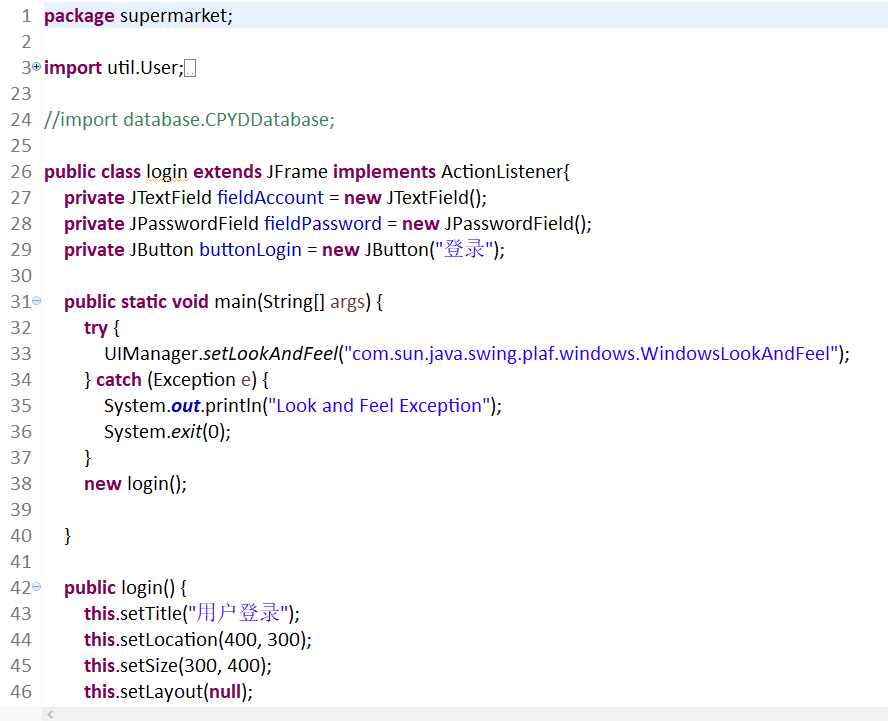 1 package supermarket;
2
3 import util.User;
23
24 //import database.CPYDDatabase;
25
26 public class login extends JFrame implements ActionListener{
27 private JTextField fieldAccount = new JTextField();
28 private JPasswordField fieldPassword = new JPasswordField();
29 private JButton buttonLogin = new JButton("登录");
30
31 public static void main(String[] args) {
32 try {
33 UIManager.setLookAndFeel("com.sun.java.swing.plaf.windows.WindowsLookAndFeel");
34 } catch (Exception e) {
35 System.out.println("Look and Feel Exception");
36 System.exit(0);
37 }
38 new login();
39
40 }
41
42 public login() {
43 this.setTitle("用户登录");
44 this.setLocation(400, 300);
45 this.setSize(300, 400);
46 this.setLayout(null);